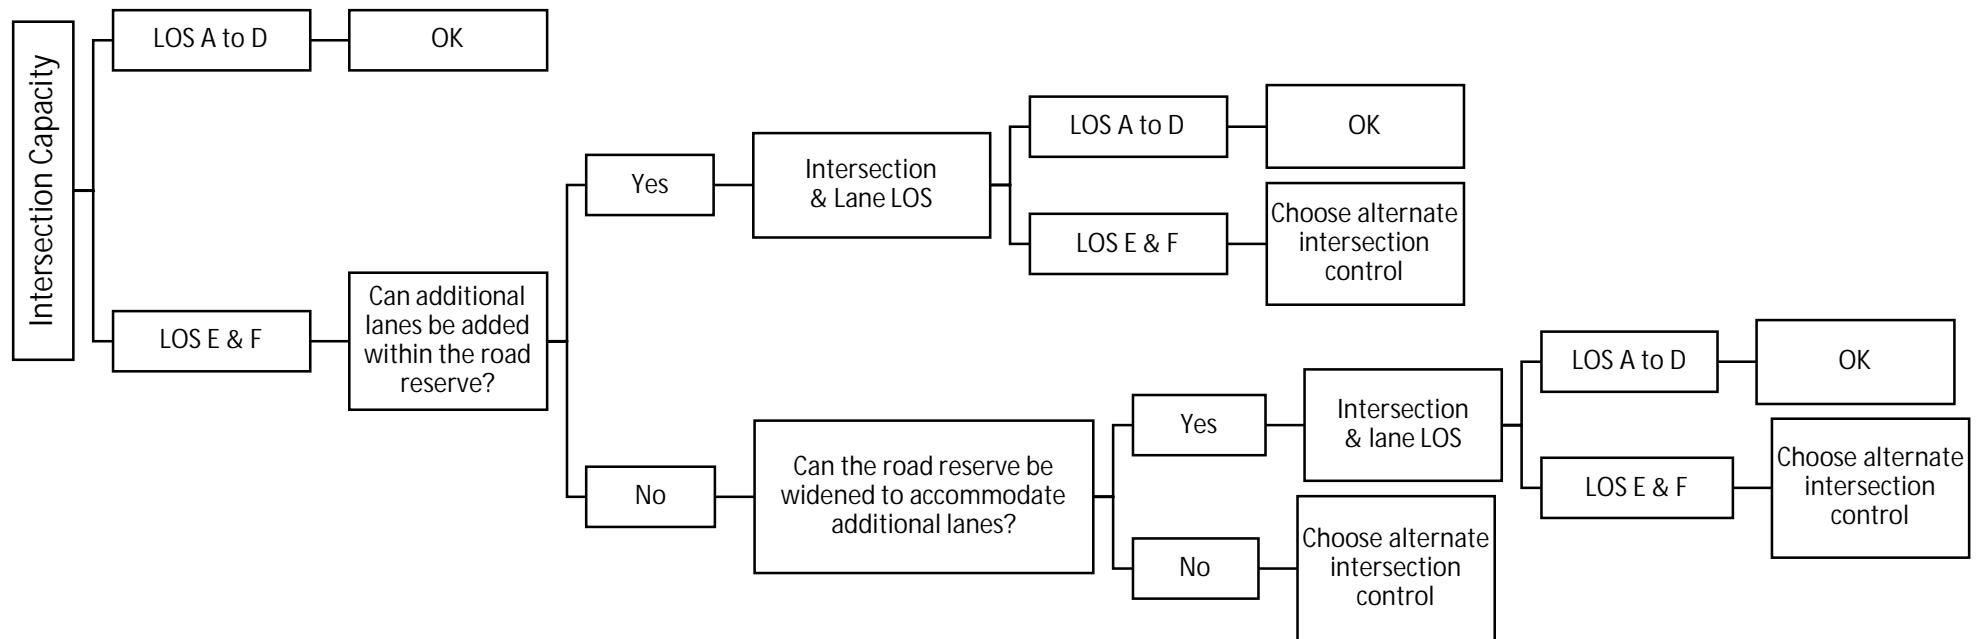 Intersection Capacity
LOS A to D
OK
LOS E & F
Can additional
lanes be added
within the road
reserve?
Yes
Intersection
& Lane LOS
LOS A to D
OK
LOS E & F
Choose alternate
intersection
control
No
Can the road reserve be
widened to accommodate
additional lanes?
Yes
Intersection
& lane LOS
LOS A to D
OK
LOS E & F
Choose alternate
intersection
control
No
Choose alternate
intersection
control